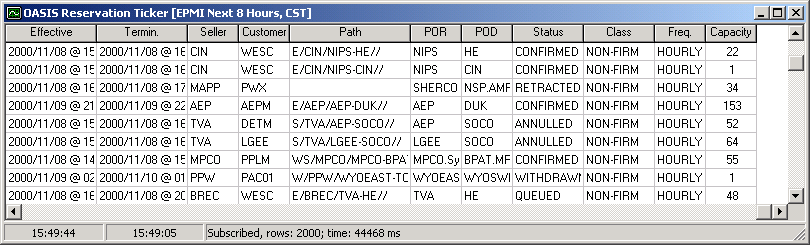 OASIS Reservation Ticker [EPMI Next 8 Hours, CST]
Effective Termin. Seller Customer Path POR POD Status Class Freq. Capacity
2000/11/08 @ 15 2000/11/08 @ 16 CIN WESC E/CIN/NIPS-HE// NIPS HE CONFIRMED NON-FIRM HOURLY 22
2000/11/08 @ 15 2000/11/08 @ 16 CIN WESC E/CIN/NIPS-CIN// NIPS CIN CONFIRMED NON-FIRM HOURLY 1
2000/11/08 @ 16 2000/11/08 @ 17 MAPP PWX SHERCO NSP.AMF RETRACTED NON-FIRM HOURLY 34
2000/11/09 @ 21 2000/11/09 @ 22 AEP AEPM E/AEP/AEP-DUK// AEP DUK CONFIRMED NON-FIRM HOURLY 153
2000/11/08 @ 15 2000/11/08 @ 16 TVA DETM S/TVA/AEP-SOCO// AEP SOCO ANNULLED NON-FIRM HOURLY 52
2000/11/08 @ 15 2000/11/08 @ 16 TVA LGEE S/TVA/LGEE-SOCO// LGEE SOCO ANNULLED NON-FIRM HOURLY 64
2000/11/08 @ 14 2000/11/08 @ 15 MPCO PPLM WS/MPCO/MPCO-BPAT MPCO.Sy BPAT.MF CONFIRMED NON-FIRM HOURLY 55
2000/11/09 @ 02 2000/11/10 @ 01 PPW PAC01 W/PPW/WYOEAST-TO WYOEAS WYOSWI WITHDRAWN NON-FIRM HOURLY 1
2000/11/08 @ 16 2000/11/08 @ 20 BREC WESC E/BREC/TVA-HE// TVA HE QUEUED NON-FIRM HOURLY 48
15:49:44 15:49:05 Subscribed, rows: 2000; time: 44468 ms